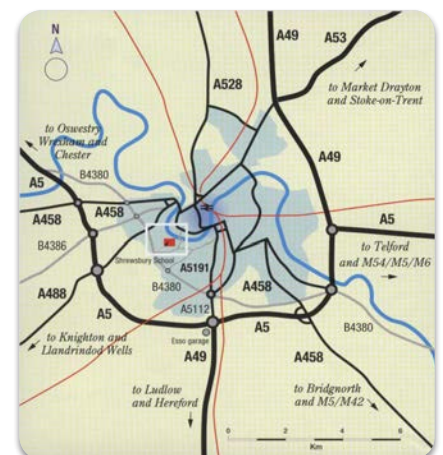 N
A49
A53
A528
to Market Drayton
and Stoke-on-Trent
to Oswestry
Wrexham and
Chester
A49
B4380
A5
A458
A458
A5
B4386
to Telford
and M54/M5/M6
Shrewsbury School
A5191
A488
B4380
A458
A5112
B4380
A5
A5
Esso garage
to Knighton and
Llandrindod Wells
A49
A458
to Ludlow
and Hereford
to Bridgnorth
and M5/M42
0 2 4 6
Km